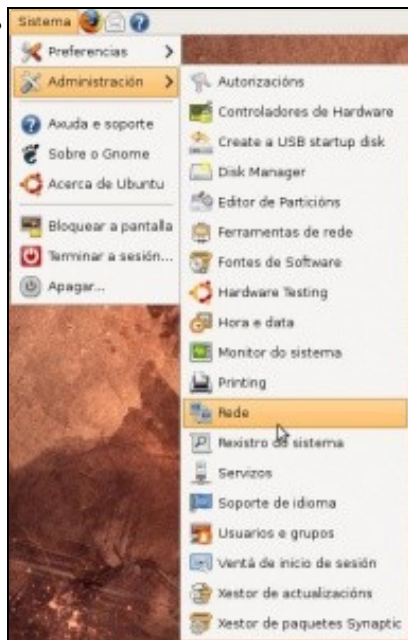 Sistema
Preferencias
Administración
Axuda e soporte
Sobre o Gnome
Acerca de Ubuntu
Bloquear a pantalla
Terminar a sesión...
Apagar...
Autorizacións
Controladores de Hardware
Create a USB startup disk
Disk Manager
Editor de Particións
Ferramentas de rede
Fontes de Software
Hardware Testing
Hora e data
Monitor do sistema
Printing
Rede
Rexistro do sistema
Servizos
Soporte de idioma
Usuarios e grupos
Ventá de inicio de sesión
Xestor de actualizacións
Xestor de paquetes Synaptic